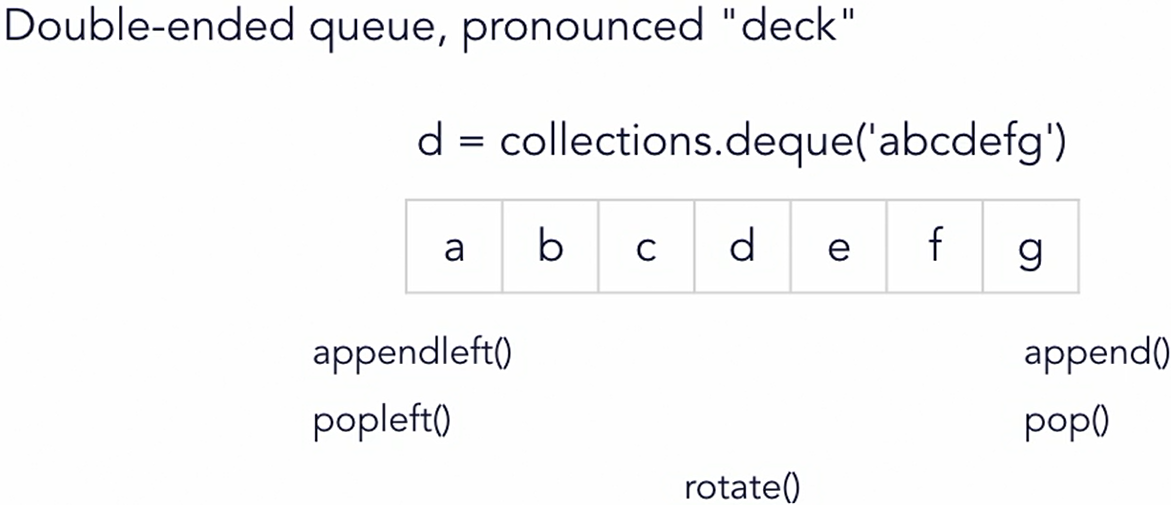 Double-ended queue, pronounced "deck"
d = collections.deque('abcdefg')
a b c d e f g
appendleft() append()
popleft() pop()
rotate()